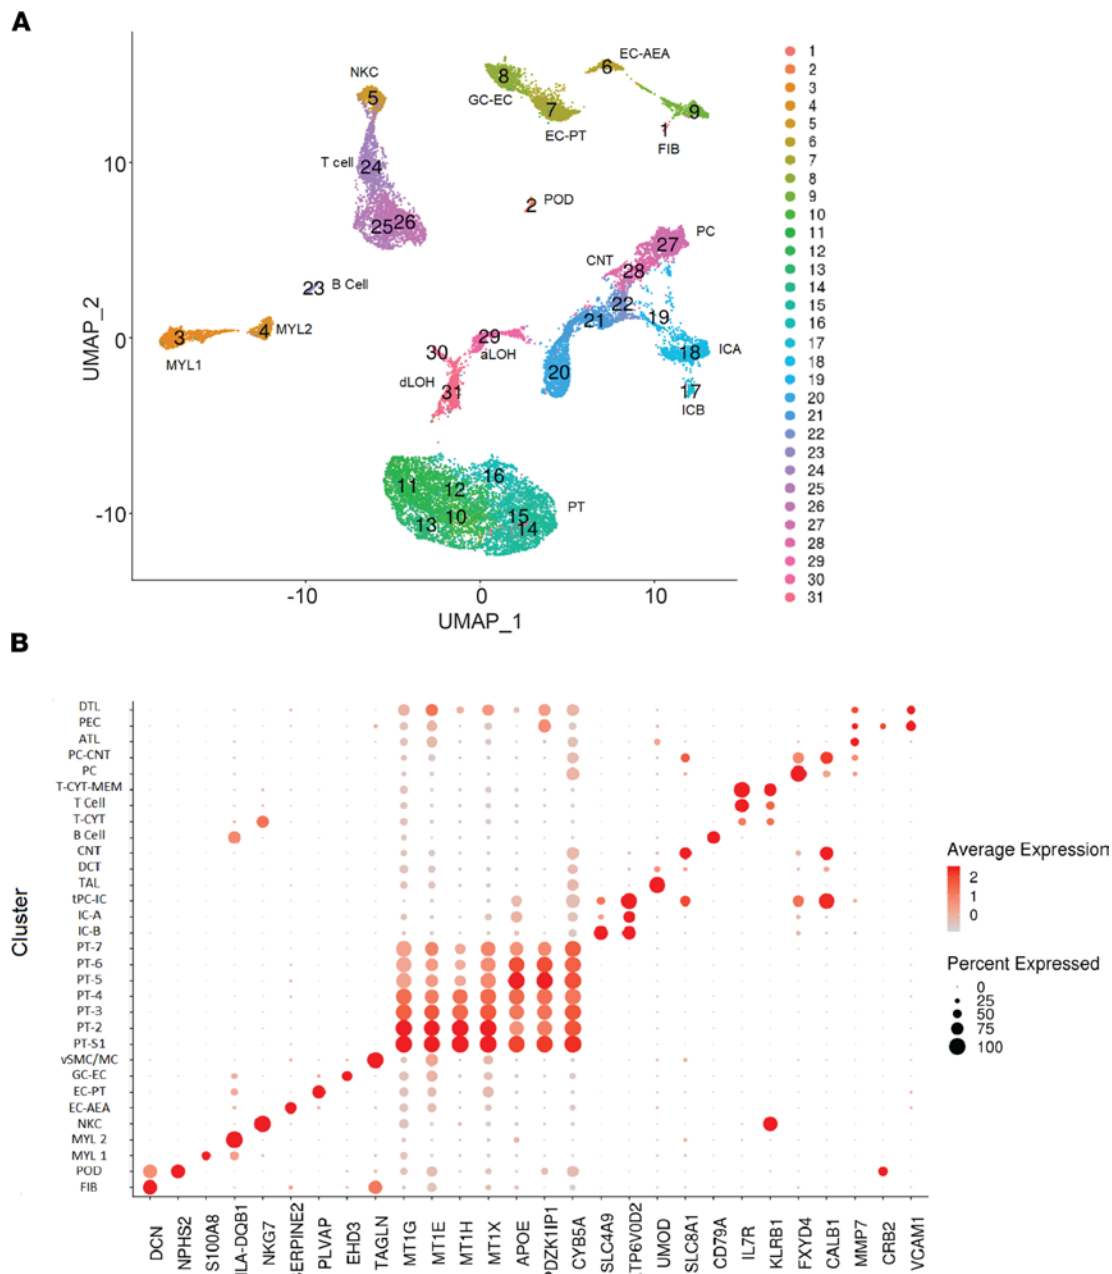 A
EC-AEA
6
NKC
8
5
GC-EC
7
9
EC-PT
1
FIB
T cell
24
POD
2
25
26
PC
27
CNT
28
23
B Cell
22
19
21
3
4
MYL2
29
MYL1
30
aLOH
18
ICA
dLOH
20
31
17
ICB
11
16
12
PT
15
10
13
14
10
0
-10
UMAP_2
-10
0
10
UMAP_1
1
2
3
4
5
6
7
8
9
10
11
12
13
14
15
16
17
18
19
20
21
22
23
24
25
26
27
28
29
30
31
B
Cluster
DTL
PEC
ATL
PC-CNT
PC
T-CYT-MEM
T Cell
T-CYT
B Cell
CNT
DCT
TAL
tPC-IC
IC-A
IC-B
PT-7
PT-6
PT-5
PT-4
PT-3
PT-2
PT-S1
vSMC/MC
GC-EC
EC-PT
EC-AEA
NKC
MYL 2
MYL 1
POD
FIB
DCN
NPHS2
S100A8
ILA-DQB1
NKG7
SERPINE2
PLVAP
EHD3
TAGLN
MT1G
MT1E
MT1H
MT1X
APOE
PDZK1IP1
CYB5A
SLC4A9
TP6V0D2
UMOD
SLC8A1
CD79A
IL7R
KLRB1
FXYD4
CALB1
MMP7
CRB2
VCAM1
Average Expression
2
1
0
Percent Expressed
0
25
50
75
100